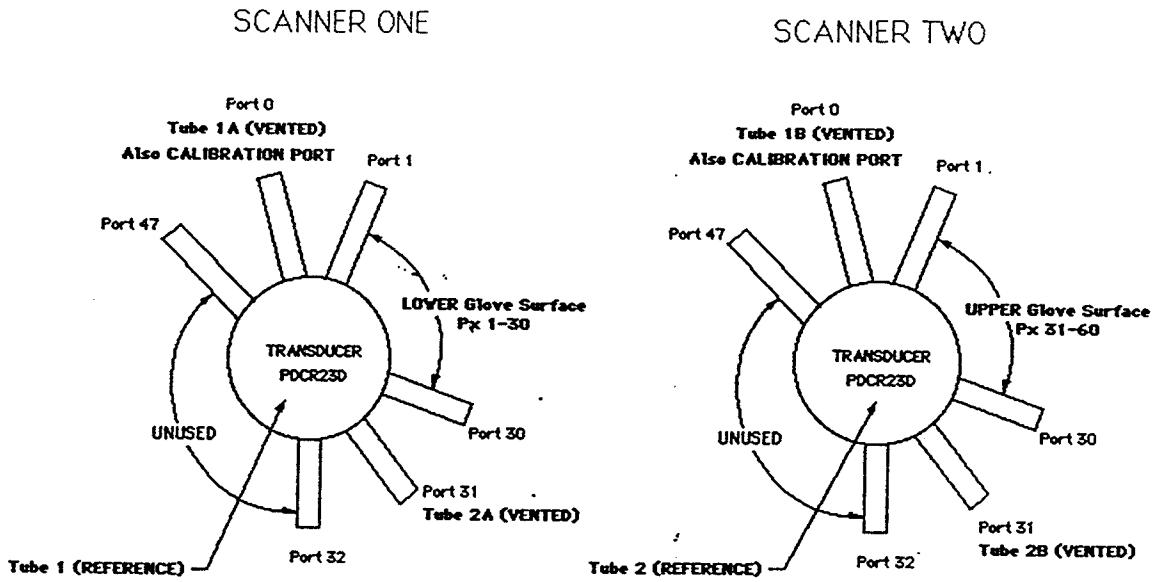 SCANNER ONE
Port 0
Tube 1A (VENTED)
Also CALIBRATION PORT
Port 1
Port 47
LOWER Glove Surface
Px 1-30
TRANSDUCER
PDCR23D
UNUSED
Port 30
Port 31
Tube 2A (VENTED)
Port 32
Tube 1 (REFERENCE)
SCANNER TWO
Port 0
Tube 1B (VENTED)
Also CALIBRATION PORT
Port 1
Port 47
UPPER Glove Surface
Px 31-60
TRANSDUCER
PDCR23D
UNUSED
Port 30
Port 31
Tube 2B (VENTED)
Port 32
Tube 2 (REFERENCE)